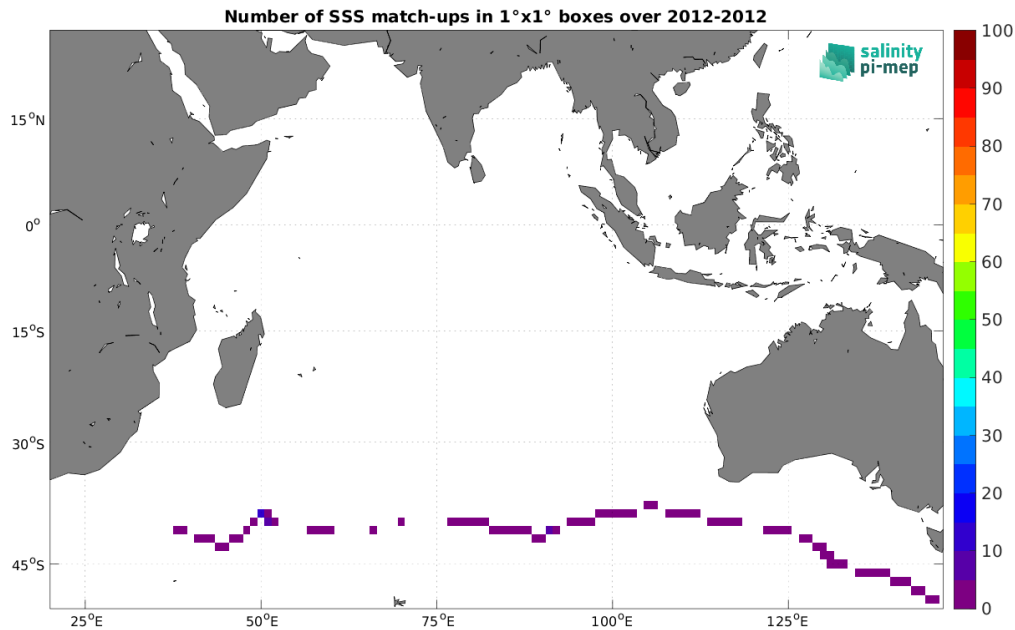 Number of SSS match-ups in 1°x1° boxes over 2012-2012
salinity
pi-mep
15°N
0°
15°S
30°S
45°S
25°E
50°E
75°E
100°E
125°E
100
90
80
70
60
50
40
30
20
10
0